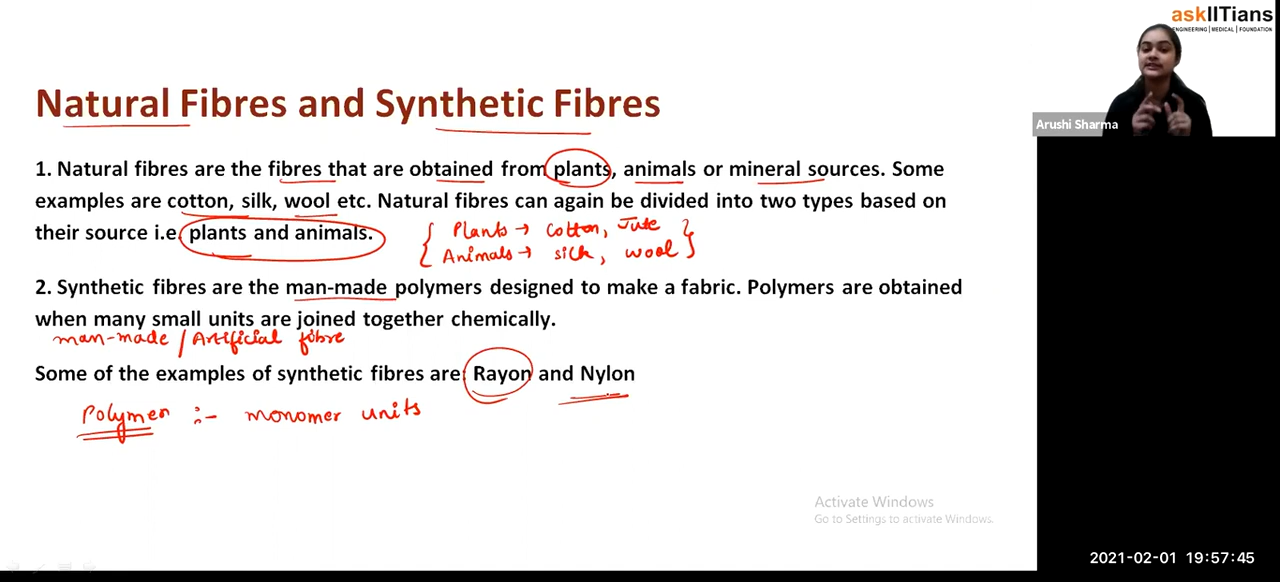 askIITians
ENGINEERING | MEDICAL | FOUNDATION
Arushi Sharma
Natural Fibres and Synthetic Fibres
1. Natural fibres are the fibres that are obtained from plants, animals or mineral sources. Some
examples are cotton, silk, wool etc. Natural fibres can again be divided into two types based on
their source i.e. plants and animals.
{ Plants → Cotton, Jute }
Animals → silk, wool
2. Synthetic fibres are the man-made polymers designed to make a fabric. Polymers are obtained
when many small units are joined together chemically.
man-made / Artificial fibre
Some of the examples of synthetic fibres are: Rayon and Nylon
Polymer :- monomer units
Activate Windows
Go to Settings to activate Windows.
2021-02-01 19:57:45